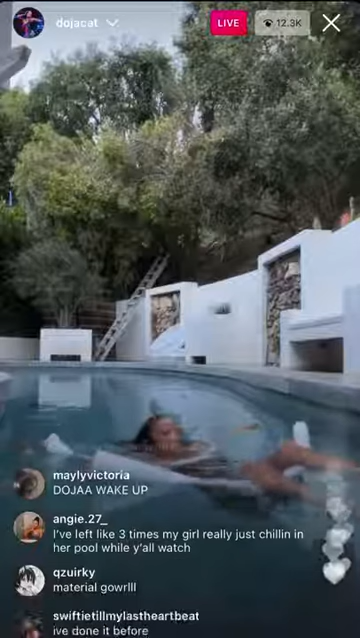 dojacat
LIVE
12.3K
maylyvictoria
DOJAA WAKE UP
angie.27_
I've left like 3 times my girl really just chillin in
her pool while y'all watch
qzuirky
material gowrlll
swiftietillmylastheartbeat
ive done it before